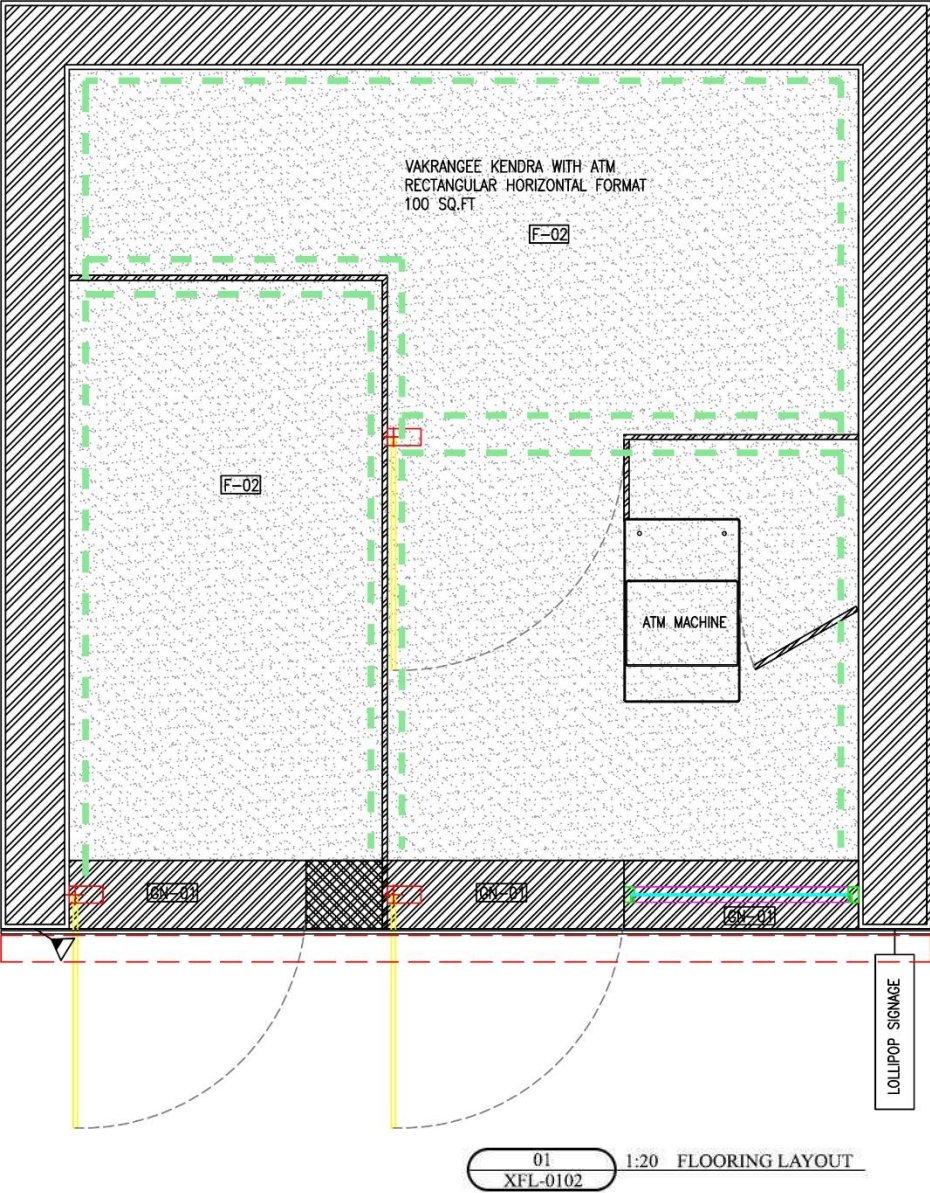 VAKRANGEE KENDRA WITH ATM
RECTANGULAR HORIZONTAL FORMAT
100 SQ.FT
F-02
F-02
ATM MACHINE
GN-01
GN-01
GN-01
LOLLIPOP SIGNAGE
01
XFL-0102
1:20 FLOORING LAYOUT